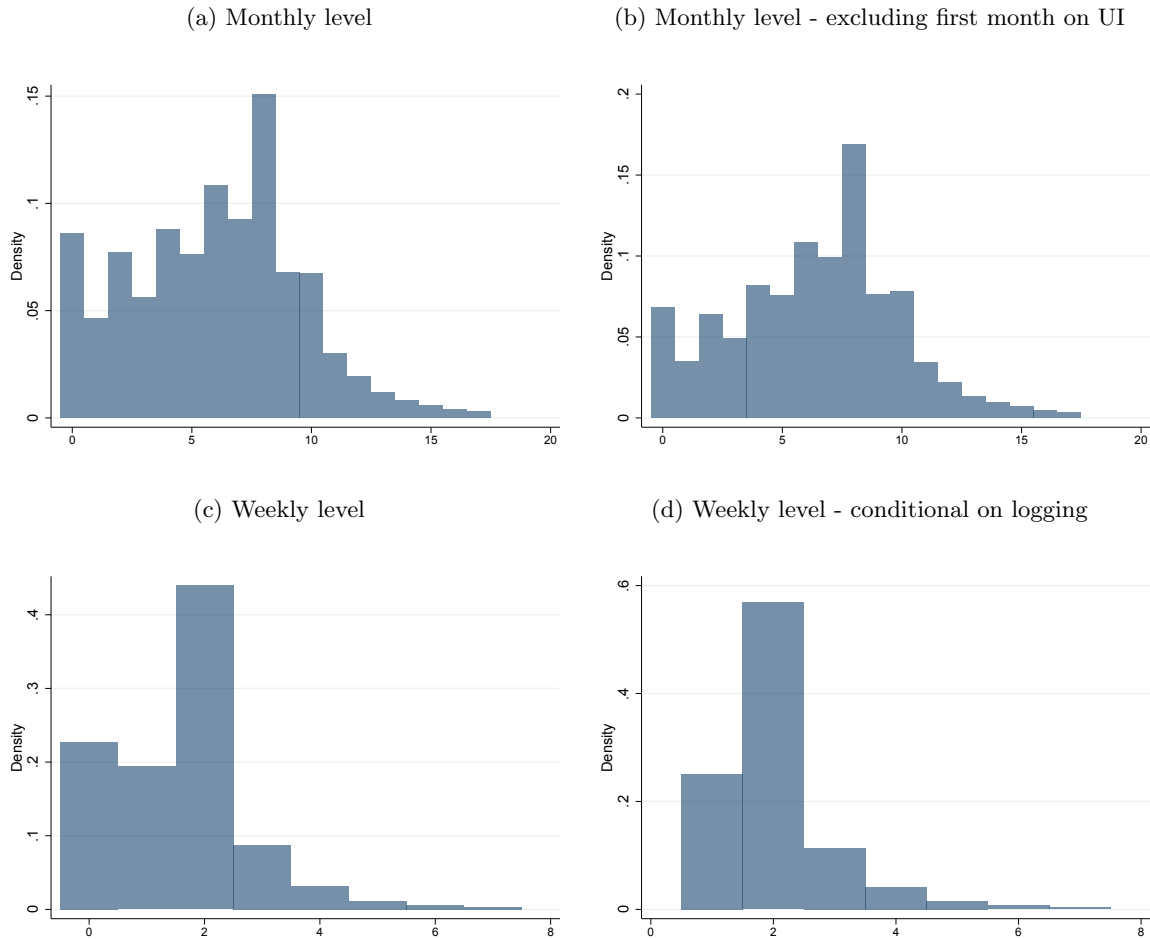 (a) Monthly level
Density
0 .05 .1 .15
0 5 10 15 20
(b) Monthly level - excluding first month on UI
Density
0 .05 .1 .15 .2
0 5 10 15 20
(c) Weekly level
Density
0 .1 .2 .3 .4
0 2 4 6 8
(d) Weekly level - conditional on logging
Density
0 .2 .4 .6
0 2 4 6 8